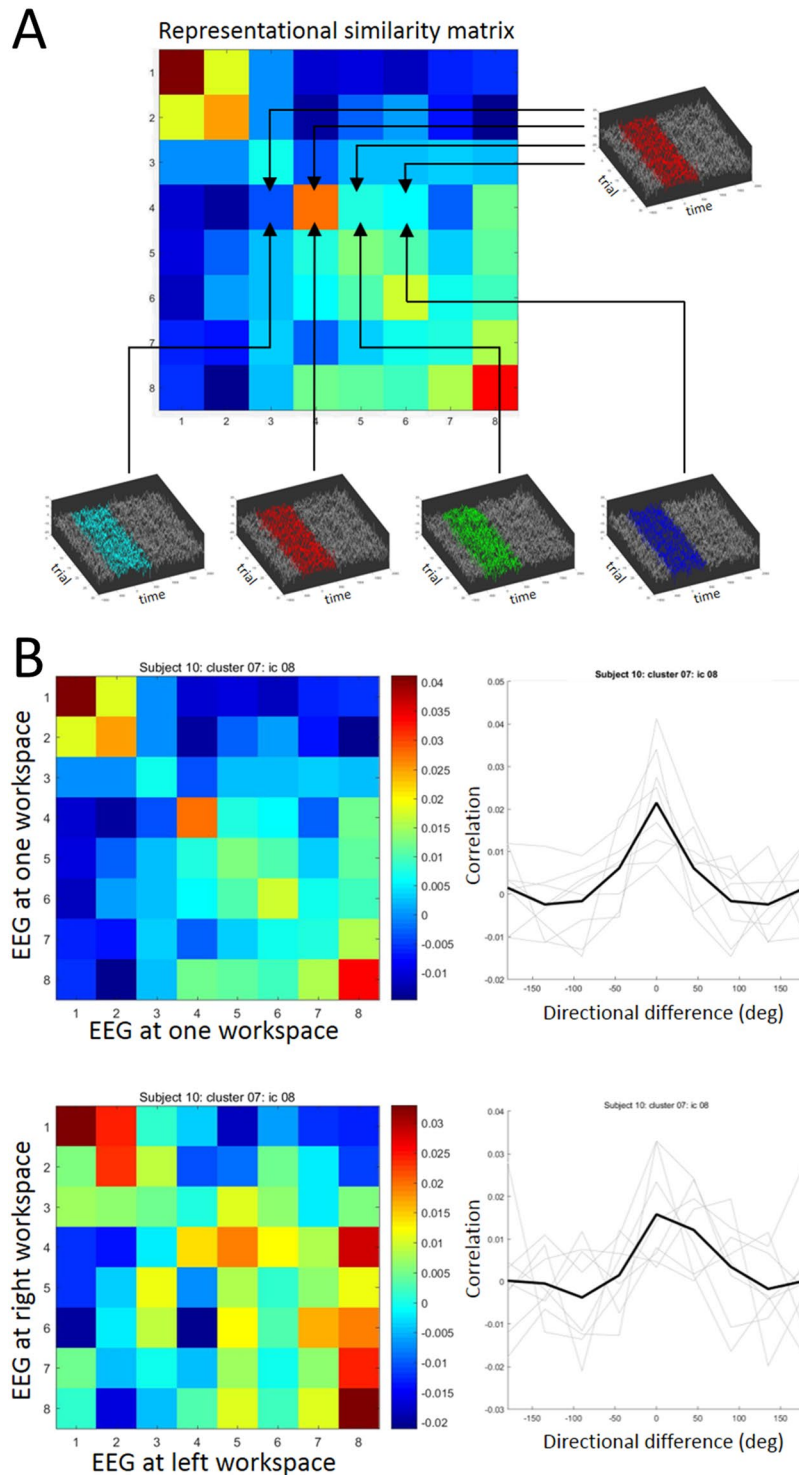 A
Representational similarity matrix
1
2
3
4
5
6
7
8
1 2 3 4 5 6 7 8
trial
time
trial
time
trial
time
trial
time
trial
time
B
Subject 10: cluster 07: ic 08
EEG at one workspace
1
2
3
4
5
6
7
8
1 2 3 4 5 6 7 8
EEG at one workspace
0.04
0.035
0.03
0.025
0.02
0.015
0.01
0.005
0
-0.005
-0.01
Subject 10: cluster 07: ic 08
Correlation
0.05
0.04
0.03
0.02
0.01
0
-0.01
-0.02
-150 -100 -50 0 50 100 150
Directional difference (deg)
Subject 10: cluster 07: ic 08
EEG at right workspace
1
2
3
4
5
6
7
8
1 2 3 4 5 6 7 8
EEG at left workspace
0.03
0.025
0.02
0.015
0.01
0.005
0
-0.005
-0.01
-0.015
-0.02
Subject 10: cluster 07: ic 08
Correlation
0.04
0.03
0.02
0.01
0
-0.01
-0.02
-0.03
-150 -100 -50 0 50 100 150
Directional difference (deg)